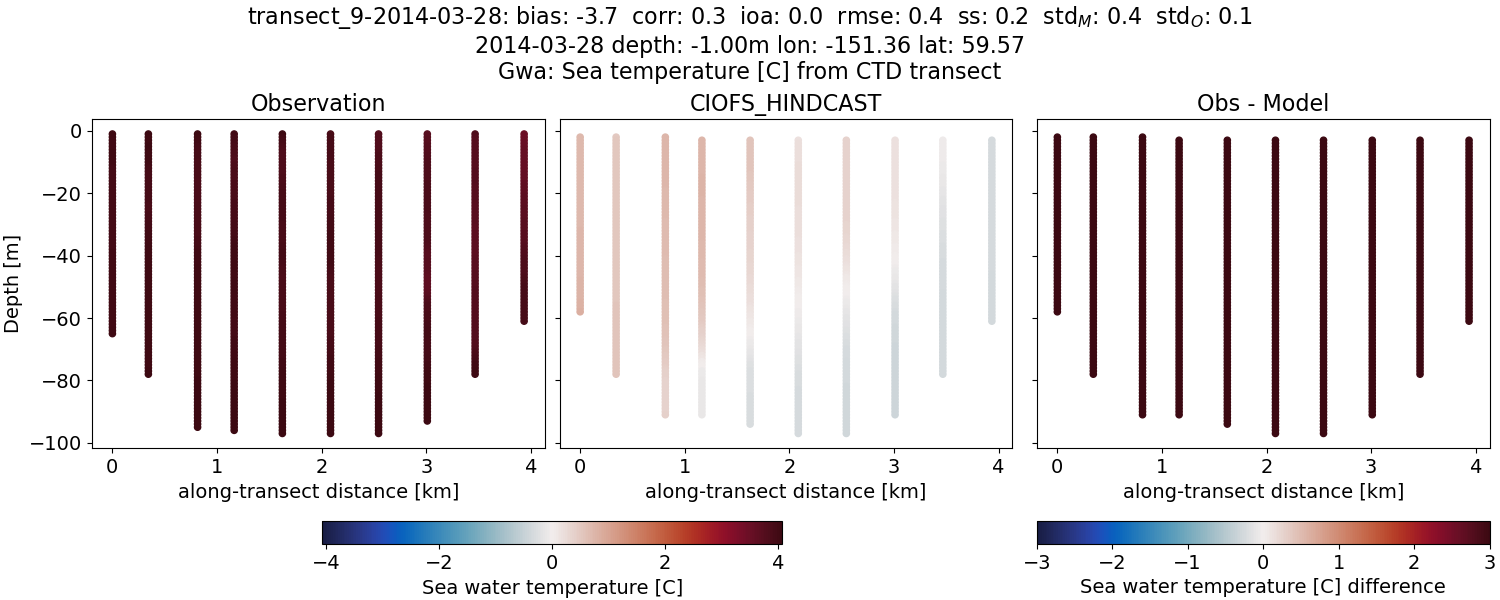 transect_9-2014-03-28: bias: -3.7  corr: 0.3  ioa: 0.0  rmse: 0.4  ss: 0.2  std_M: 0.4  std_O: 0.1
2014-03-28 depth: -1.00m lon: -151.36 lat: 59.57
Gwa: Sea temperature [C] from CTD transect
Observation
CIOFS_HINDCAST
Obs - Model
Depth [m]
0
−20
−40
−60
−80
−100
0 1 2 3 4
0 1 2 3 4
0 1 2 3 4
along-transect distance [km]
along-transect distance [km]
along-transect distance [km]
−4 −2 0 2 4
−3 −2 −1 0 1 2 3
Sea water temperature [C]
Sea water temperature [C] difference